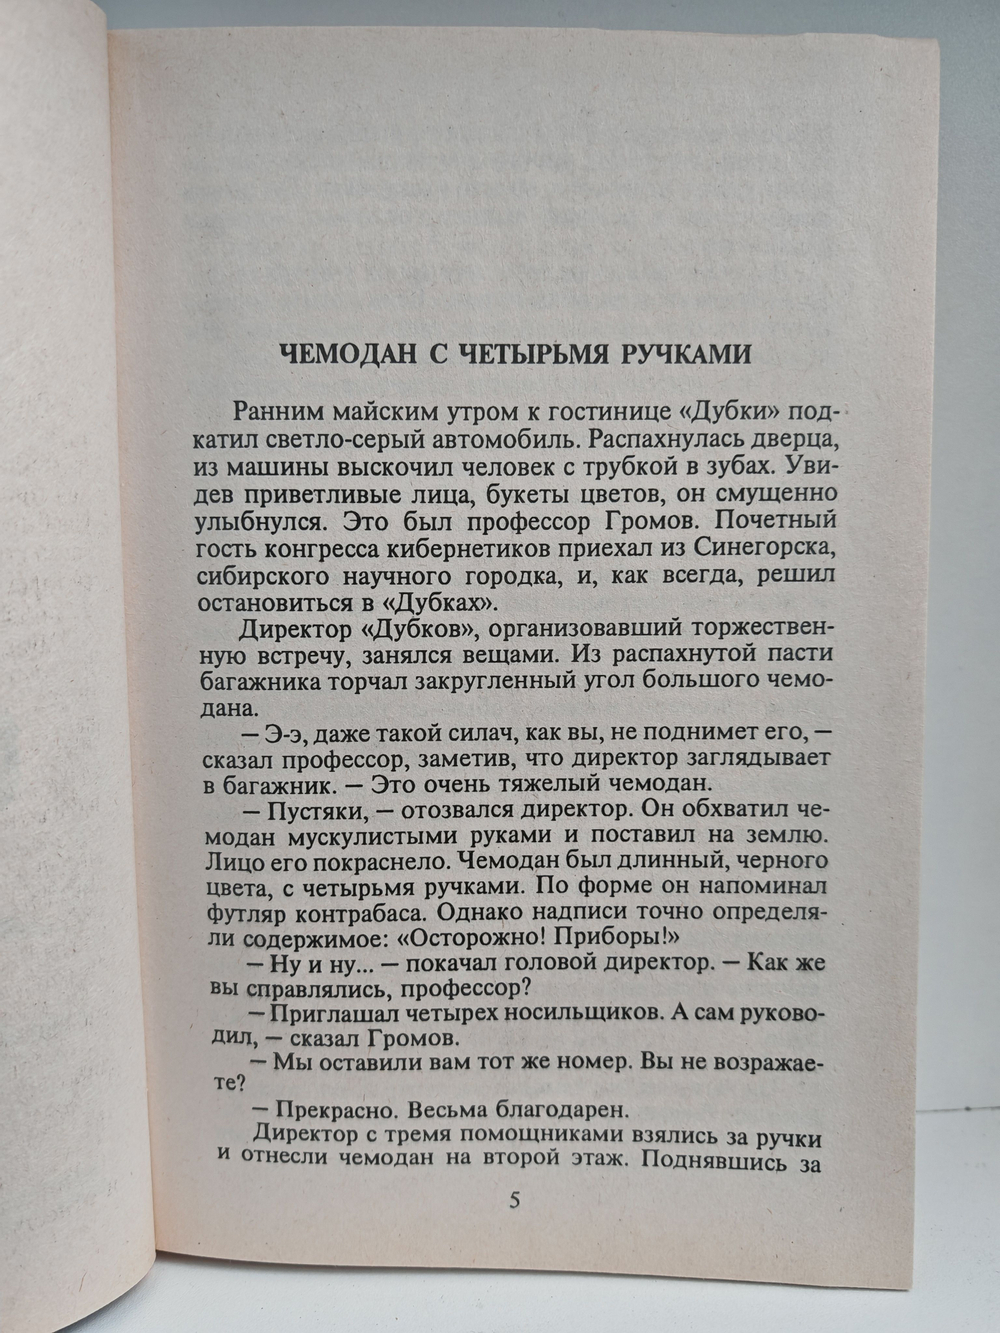 ЧЕМОДАН С ЧЕТЫРЬМЯ РУЧКАМИ
Ранним майским утром к гостинице «Дубки» под-
катил светло-серый автомобиль. Распахнулась дверца,
из машины выскочил человек с трубкой в зубах. Уви-
дев приветливые лица, букеты цветов, он смущенно
улыбнулся. Это был профессор Громов. Почетный
гость конгресса кибернетиков приехал из Синегорска,
сибирского научного городка, и, как всегда, решил
остановиться в «Дубках».
Директор «Дубков», организовавший торжествен-
ную встречу, занялся вещами. Из распахнутой пасти
багажника торчал закругленный угол большого чемо-
дана.
— Э-э, даже такой силач, как вы, не поднимет его, —
сказал профессор, заметив, что директор заглядывает
в багажник. — Это очень тяжелый чемодан.
— Пустяки, — отозвался директор. Он обхватил че-
модан мускулистыми руками и поставил на землю.
Лицо его покраснело. Чемодан был длинный, черного
цвета, с четырьмя ручками. По форме он напоминал
футляр контрабаса. Однако надписи точно определя-
ли содержимое: «Осторожно! Приборы!»
— Ну и ну... — покачал головой директор. — Как же
вы справлялись, профессор?
— Приглашал четырех носильщиков. А сам руково-
дил, — сказал Громов.
— Мы оставили вам тот же номер. Вы не возражае-
те?
— Прекрасно. Весьма благодарен.
Директор с тремя помощниками взялись за ручки
и отнесли чемодан на второй этаж. Поднявшись за
5